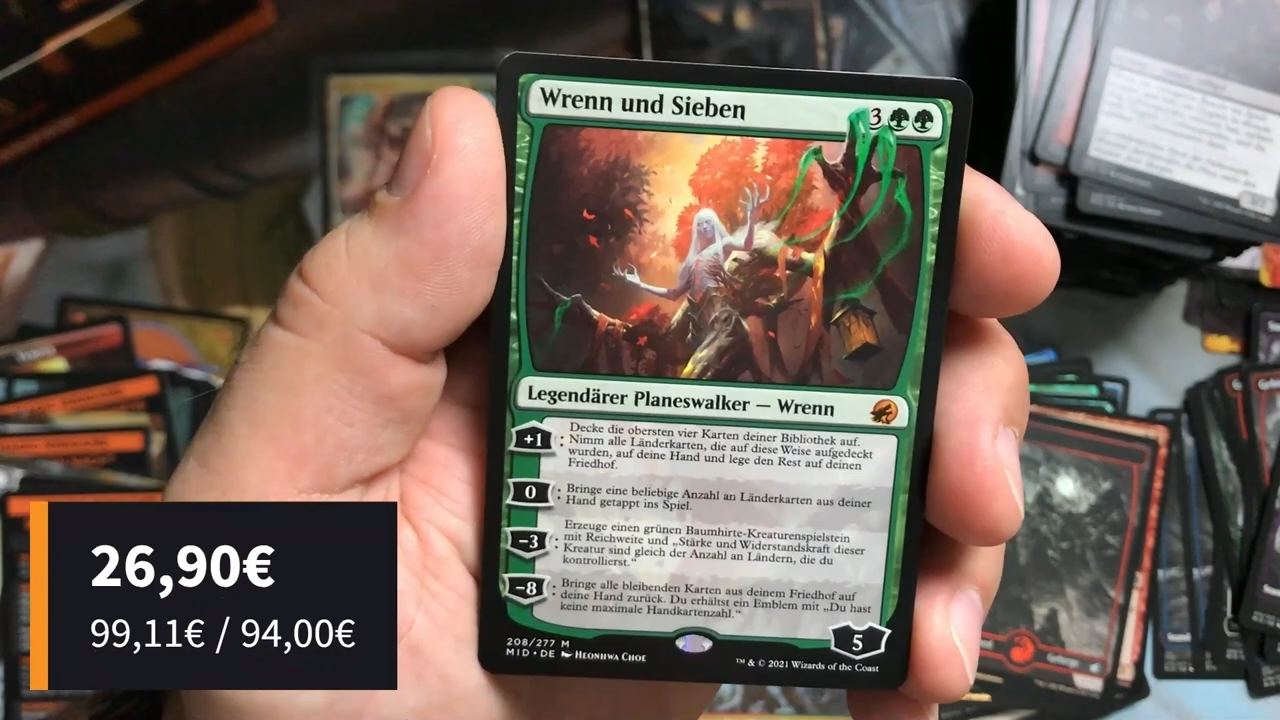 Wrenn und Sieben
3
Legendärer Planeswalker — Wrenn
+1
: Decke die obersten vier Karten deiner Bibliothek auf.
Nimm alle Länderkarten, die auf diese Weise aufgedeckt
wurden, auf deine Hand und lege den Rest auf deinen
Friedhof.
0
: Bringe eine beliebige Anzahl an Länderkarten aus deiner
Hand getappt ins Spiel.
−3
: Erzeuge einen grünen Baumhirte-Kreaturenspielstein
mit Reichweite und „Stärke und Widerstandskraft dieser
Kreatur sind gleich der Anzahl an Ländern, die du
kontrollierst.“
−8
: Bringe alle bleibenden Karten aus deinem Friedhof auf
deine Hand zurück. Du erhältst ein Emblem mit „Du hast
keine maximale Handkartenzahl.“
5
208/277 M
MID • DE Heonhwa Choe
™ & © 2021 Wizards of the Coast
26,90€
99,11€ / 94,00€